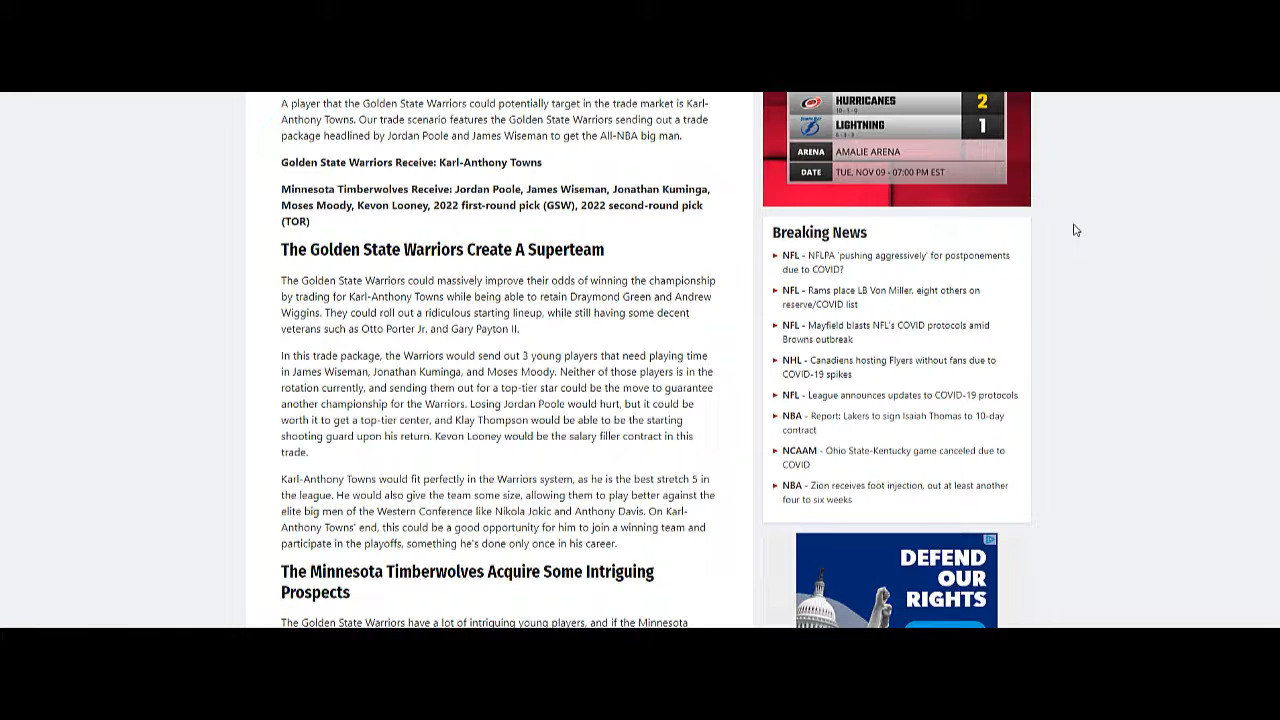 A player that the Golden State Warriors could potentially target in the trade market is Karl-
Anthony Towns. Our trade scenario features the Golden State Warriors sending out a trade
package headlined by Jordan Poole and James Wiseman to get the All-NBA big man.
Golden State Warriors Receive: Karl-Anthony Towns
Minnesota Timberwolves Receive: Jordan Poole, James Wiseman, Jonathan Kuminga,
Moses Moody, Kevon Looney, 2022 first-round pick (GSW), 2022 second-round pick
(TOR)
The Golden State Warriors Create A Superteam
The Golden State Warriors could massively improve their odds of winning the championship
by trading for Karl-Anthony Towns while being able to retain Draymond Green and Andrew
Wiggins. They could roll out a ridiculous starting lineup, while still having some decent
veterans such as Otto Porter Jr. and Gary Payton II.
In this trade package, the Warriors would send out 3 young players that need playing time
in James Wiseman, Jonathan Kuminga, and Moses Moody. Neither of those players is in the
rotation currently, and sending them out for a top-tier star could be the move to guarantee
another championship for the Warriors. Losing Jordan Poole would hurt, but it could be
worth it to get a top-tier center, and Klay Thompson would be able to be the starting
shooting guard upon his return. Kevon Looney would be the salary filler contract in this
trade.
Karl-Anthony Towns would fit perfectly in the Warriors system, as he is the best stretch 5 in
the league. He would also give the team some size, allowing them to play better against the
elite big men of the Western Conference like Nikola Jokic and Anthony Davis. On Karl-
Anthony Towns' end, this could be a good opportunity for him to join a winning team and
participate in the playoffs, something he's done only once in his career.
The Minnesota Timberwolves Acquire Some Intriguing
Prospects
The Golden State Warriors have a lot of intriguing young players, and if the Minnesota
HURRICANES 2
LIGHTNING 1
ARENA AMALIE ARENA
DATE TUE, NOV 09 - 07:00 PM EST
Breaking News
NFL - NFLPA 'pushing aggressively' for postponements
due to COVID?
NFL - Rams place LB Von Miller, eight others on
reserve/COVID list
NFL - Mayfield blasts NFL's COVID protocols amid
Browns outbreak
NHL - Canadiens hosting Flyers without fans due to
COVID-19 spikes
NFL - League announces updates to COVID-19 protocols
NBA - Report: Lakers to sign Isaiah Thomas to 10-day
contract
NCAAM - Ohio State-Kentucky game canceled due to
COVID
NBA - Zion receives foot injection, out at least another
four to six weeks
DEFEND
OUR
RIGHTS